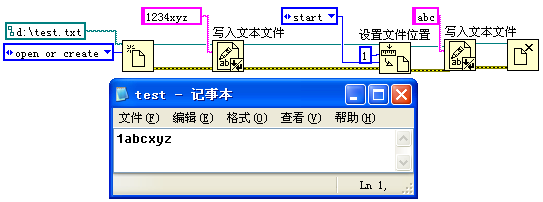 1234xyz
start
abc
d:\test.txt
写入文本文件
设置文件位置
写入文本文件
open or create
1
ab
ab
test - 记事本
文件(F) 编辑(E) 格式(O) 查看(V) 帮助(H)
1abcxyz
Ln 1,